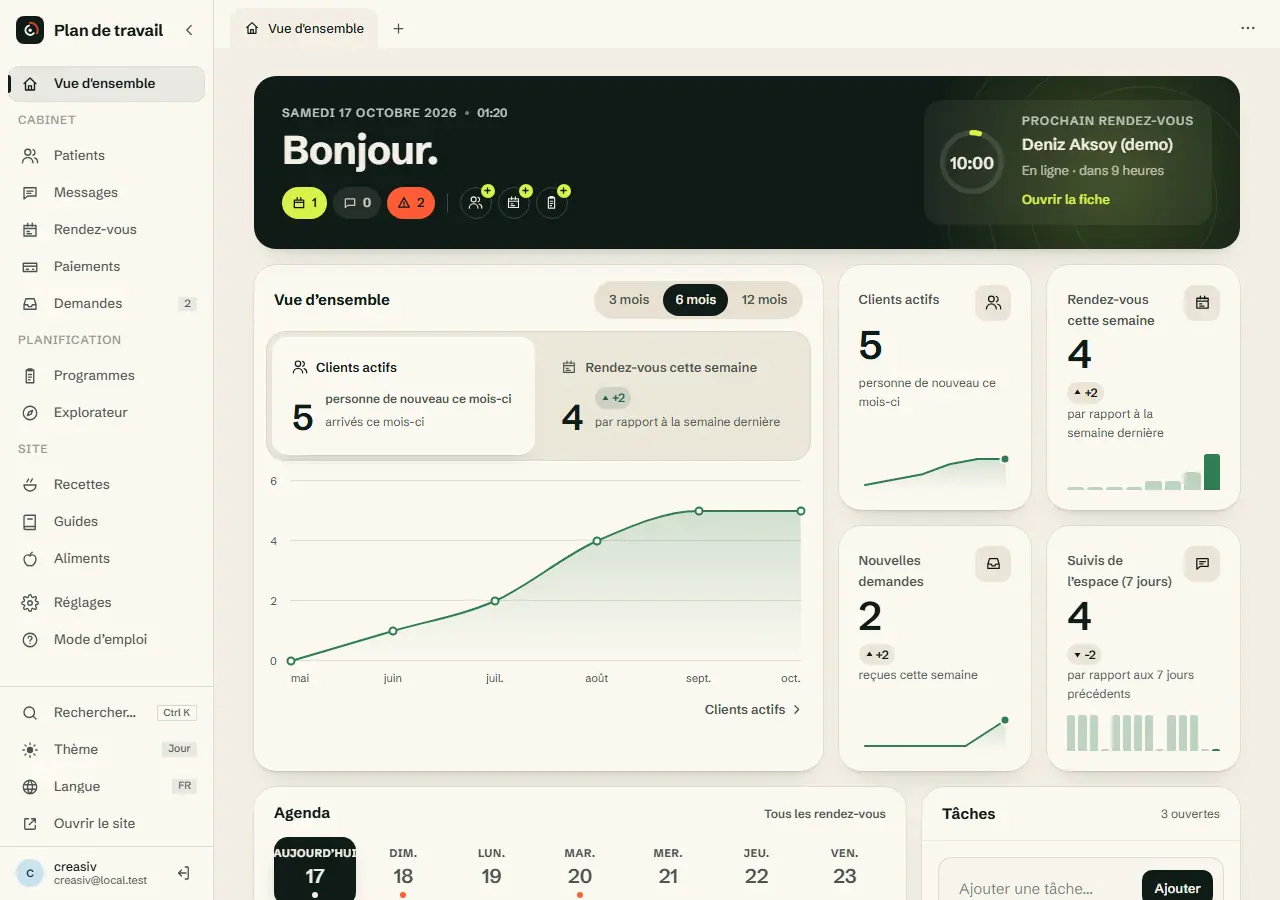 Plan de travail
Vue d'ensemble
CABINET
Patients
Messages
Rendez-vous
Paiements
Demandes 2
PLANIFICATION
Programmes
Explorateur
SITE
Recettes
Guides
Aliments
Réglages
Mode d'emploi
Rechercher... Ctrl K
Thème Jour
Langue FR
Ouvrir le site
C
creasiv
creasiv@local.test
Vue d'ensemble
SAMEDI 17 OCTOBRE 2026 • 01:20
Bonjour.
1 0 2
10:00
PROCHAIN RENDEZ-VOUS
Deniz Aksoy (demo)
En ligne · dans 9 heures
Ouvrir la fiche
Vue d’ensemble
3 mois 6 mois 12 mois
Clients actifs
5
personne de nouveau ce mois-ci
arrivés ce mois-ci
Rendez-vous cette semaine
4
+2
par rapport à la semaine dernière
6
4
2
0
mai juin juil. août sept. oct.
Clients actifs
Clients actifs
5
personne de nouveau ce
mois-ci
Rendez-vous
cette semaine
4
+2
par rapport à la
semaine dernière
Nouvelles
demandes
2
+2
reçues cette semaine
Suivis de
l’espace (7 jours)
4
-2
par rapport aux 7 jours
précédents
Agenda
Tous les rendez-vous
AUJOURD’HUI DIM. LUN. MAR. MER. JEU. VEN.
17 18 19 20 21 22 23
Tâches
3 ouvertes
Ajouter une tâche...
Ajouter